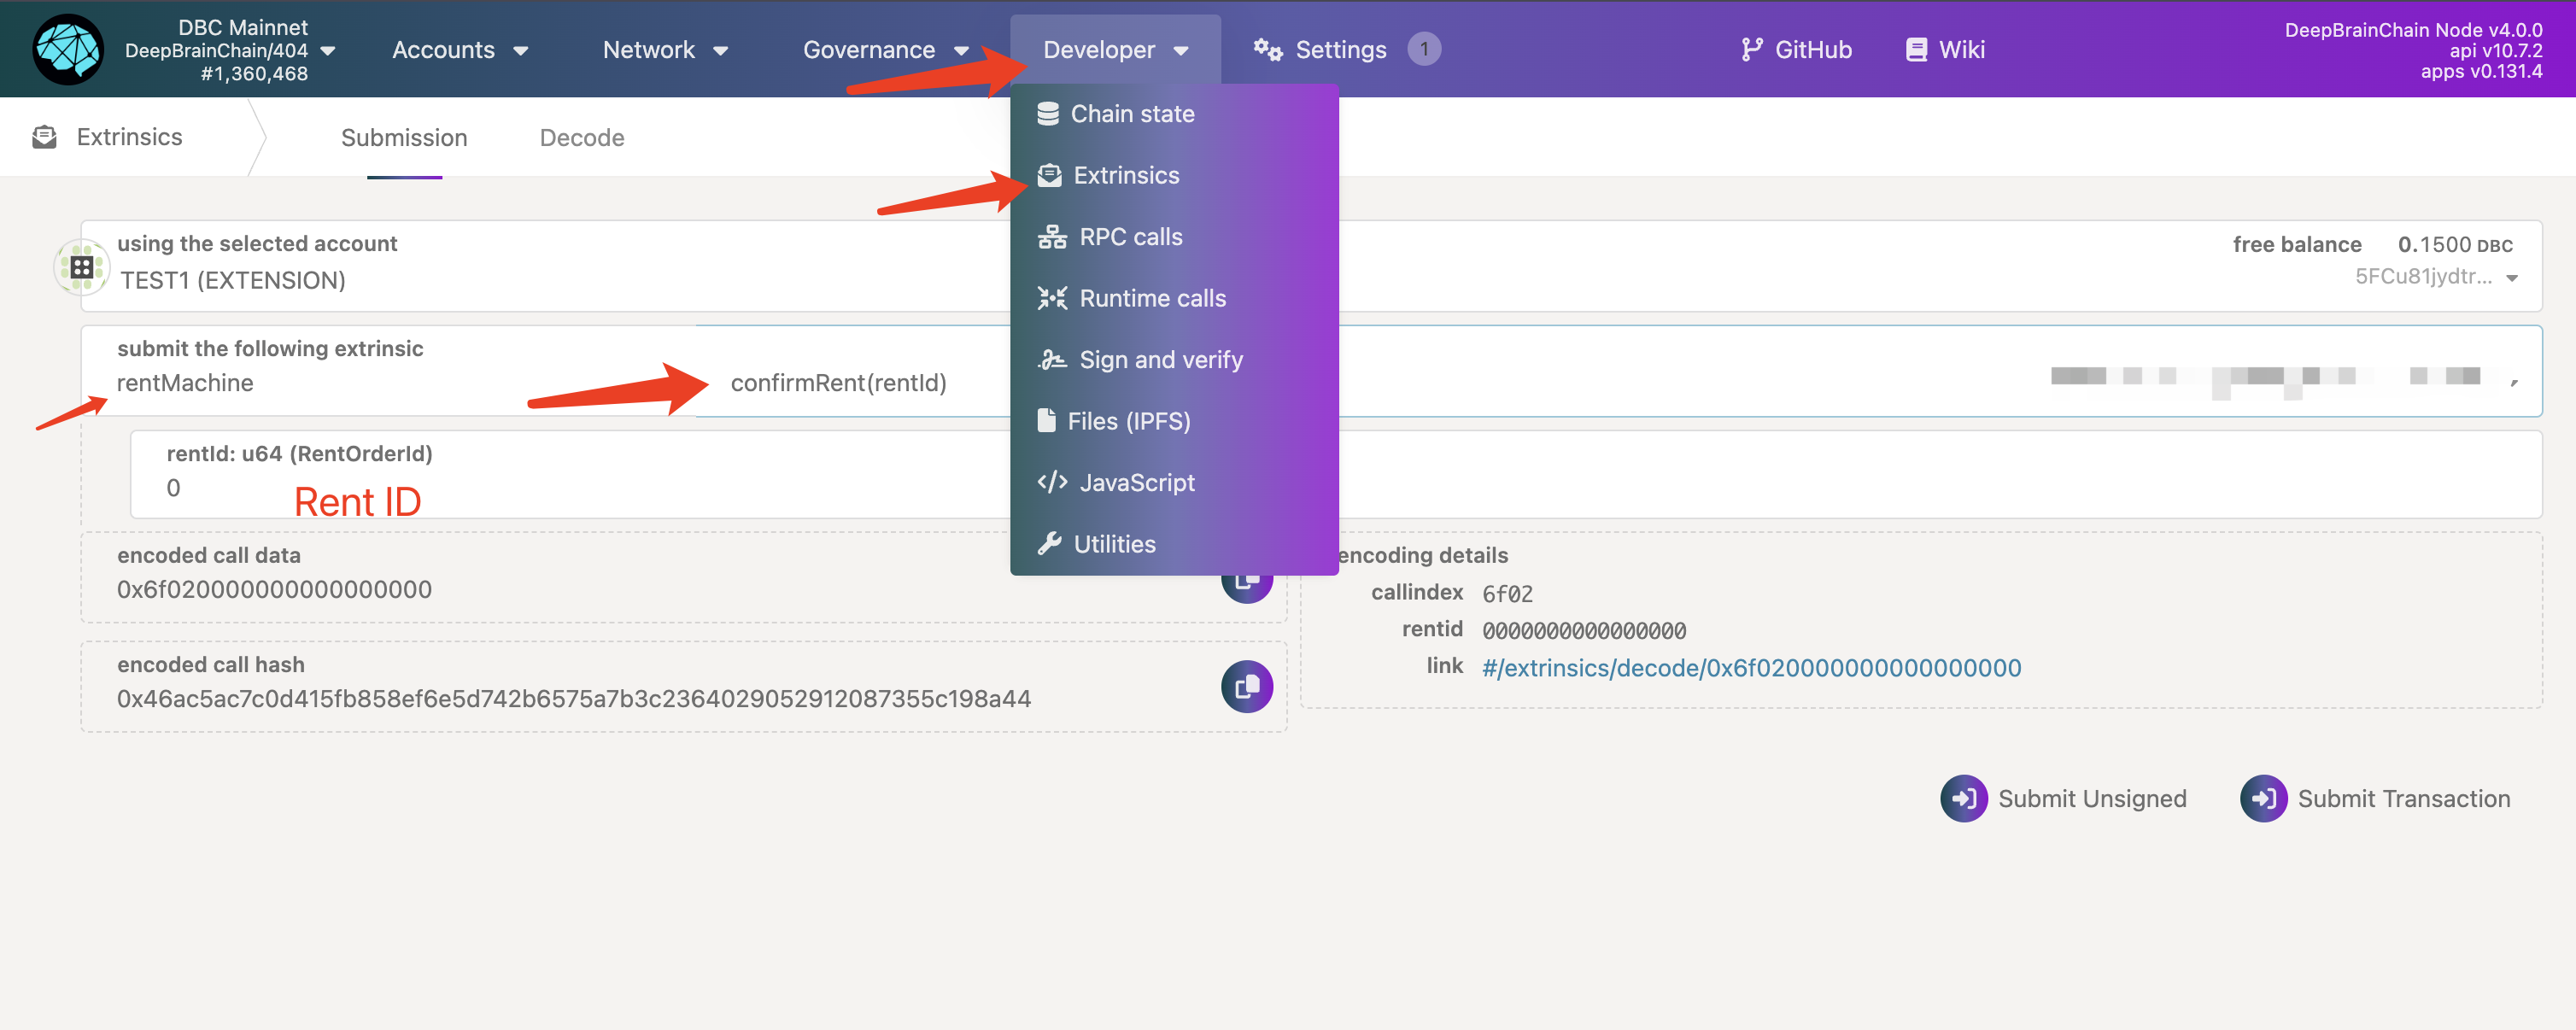 DBC Mainnet
DeepBrainChain/404
#1,360,468
Accounts
Network
Governance
Developer
Settings
1
GitHub
Wiki
DeepBrainChain Node v4.0.0
api v10.7.2
apps v0.131.4
Extrinsics
Submission
Decode
Chain state
Extrinsics
RPC calls
Runtime calls
Sign and verify
Files (IPFS)
JavaScript
Utilities
using the selected account
TEST1 (EXTENSION)
free balance 0.1500 DBC
5FCu81jydtr...
submit the following extrinsic
rentMachine
confirmRent(rentId)
rentId: u64 (RentOrderId)
0
Rent ID
encoded call data
0x6f020000000000000000
encoded call hash
0x46ac5ac7c0d415fb858ef6e5d742b6575a7b3c2364029052912087355c198a44
encoding details
callindex 6f02
rentid 0000000000000000
link #/extrinsics/decode/0x6f020000000000000000
Submit Unsigned
Submit Transaction